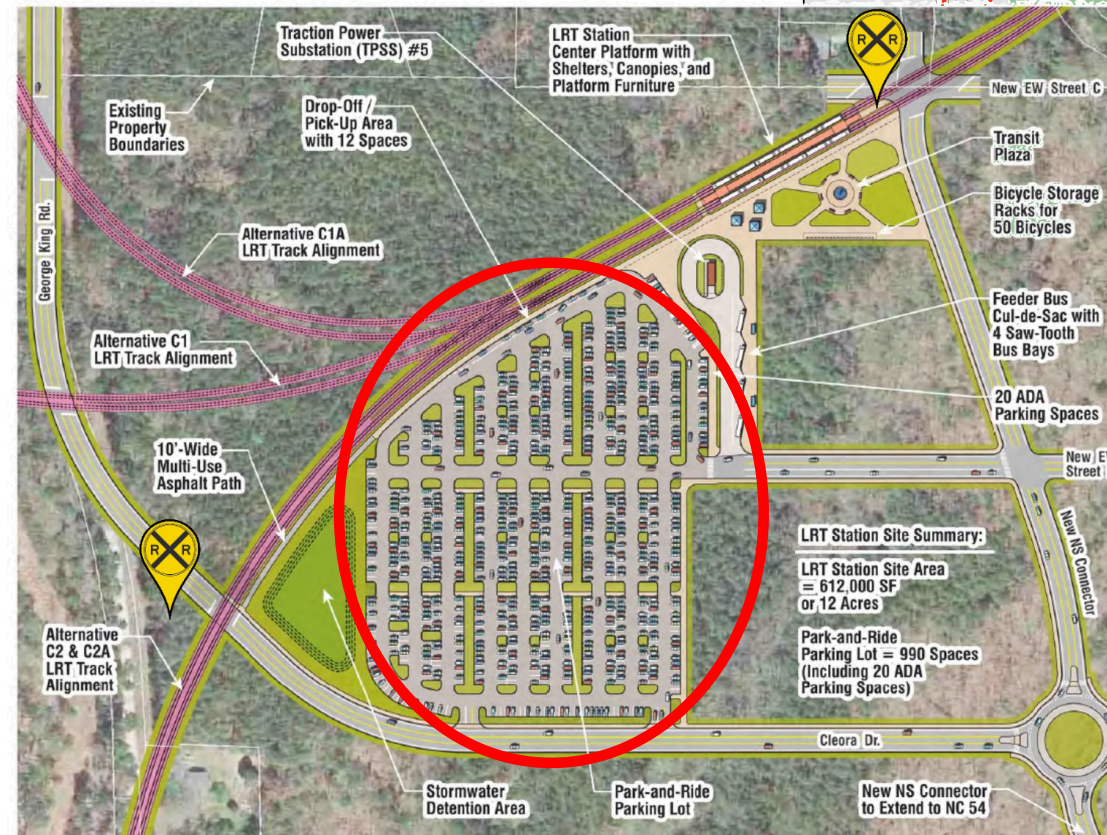 Traction Power
Substation (TPSS) #5
LRT Station
Center Platform with
Shelters, Canopies, and
Platform Furniture
R R
New EW Street C
Existing
Property
Boundaries
Drop-Off /
Pick-Up Area
with 12 Spaces
Transit
Plaza
Bicycle Storage
Racks for
50 Bicycles
George King Rd.
Alternative C1A
LRT Track Alignment
Feeder Bus
Cul-de-Sac with
4 Saw-Tooth
Bus Bays
Alternative C1
LRT Track Alignment
20 ADA
Parking Spaces
10'-Wide
Multi-Use
Asphalt Path
New E
Street
R R
LRT Station Site Summary:
LRT Station Site Area
= 612,000 SF
or 12 Acres
Park-and-Ride
Parking Lot = 990 Spaces
(Including 20 ADA
Parking Spaces)
New NS Connector
Alternative
C2 & C2A
LRT Track
Alignment
Cleora Dr.
Stormwater
Detention Area
Park-and-Ride
Parking Lot
New NS Connector
to Extend to NC 54